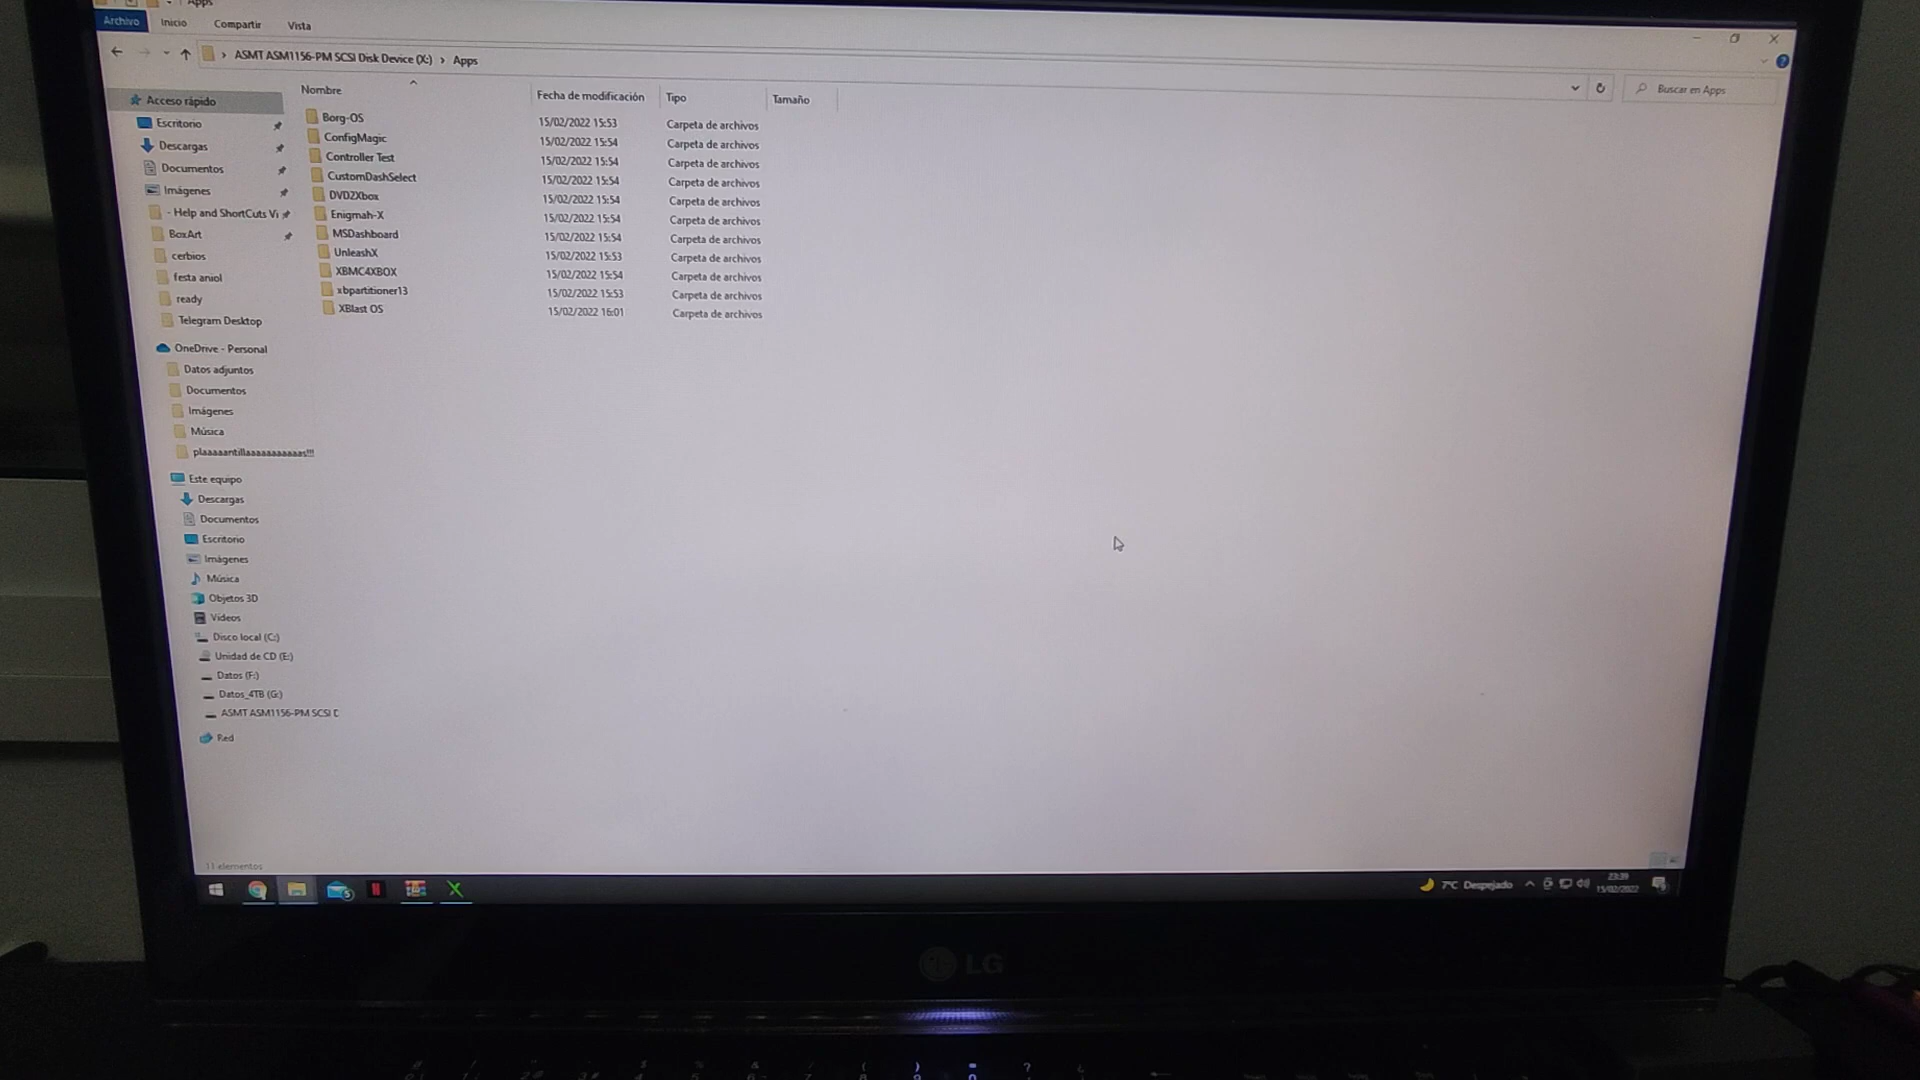 Apps
Archivo Inicio Compartir Vista
ASMT ASM1156-PM SCSI Disk Device (X:) › Apps
Buscar en Apps
Nombre Fecha de modificación Tipo Tamaño
Borg-OS 15/02/2022 15:53 Carpeta de archivos
ConfigMagic 15/02/2022 15:54 Carpeta de archivos
Controller Test 15/02/2022 15:54 Carpeta de archivos
CustomDashSelect 15/02/2022 15:54 Carpeta de archivos
DVD2Xbox 15/02/2022 15:54 Carpeta de archivos
Enigmah-X 15/02/2022 15:54 Carpeta de archivos
MSDashboard 15/02/2022 15:54 Carpeta de archivos
UnleashX 15/02/2022 15:53 Carpeta de archivos
XBMC4XBOX 15/02/2022 15:54 Carpeta de archivos
xbpartitioner13 15/02/2022 15:53 Carpeta de archivos
XBlast OS 15/02/2022 16:01 Carpeta de archivos
Acceso rápido
Escritorio
Descargas
Documentos
Imágenes
- Help and ShortCuts Vi
BoxArt
cerbios
festa aniol
ready
Telegram Desktop
OneDrive - Personal
Datos adjuntos
Documentos
Imágenes
Música
plaaaaantillaaaaaaaaaaas!!!
Este equipo
Descargas
Documentos
Escritorio
Imágenes
Música
Objetos 3D
Vídeos
Disco local (C:)
Unidad de CD (E:)
Datos (F:)
Datos_4TB (G:)
ASMT ASM1156-PM SCSI D
Red
11 elementos
7°C Despejado
23:39
15/02/2022
LG